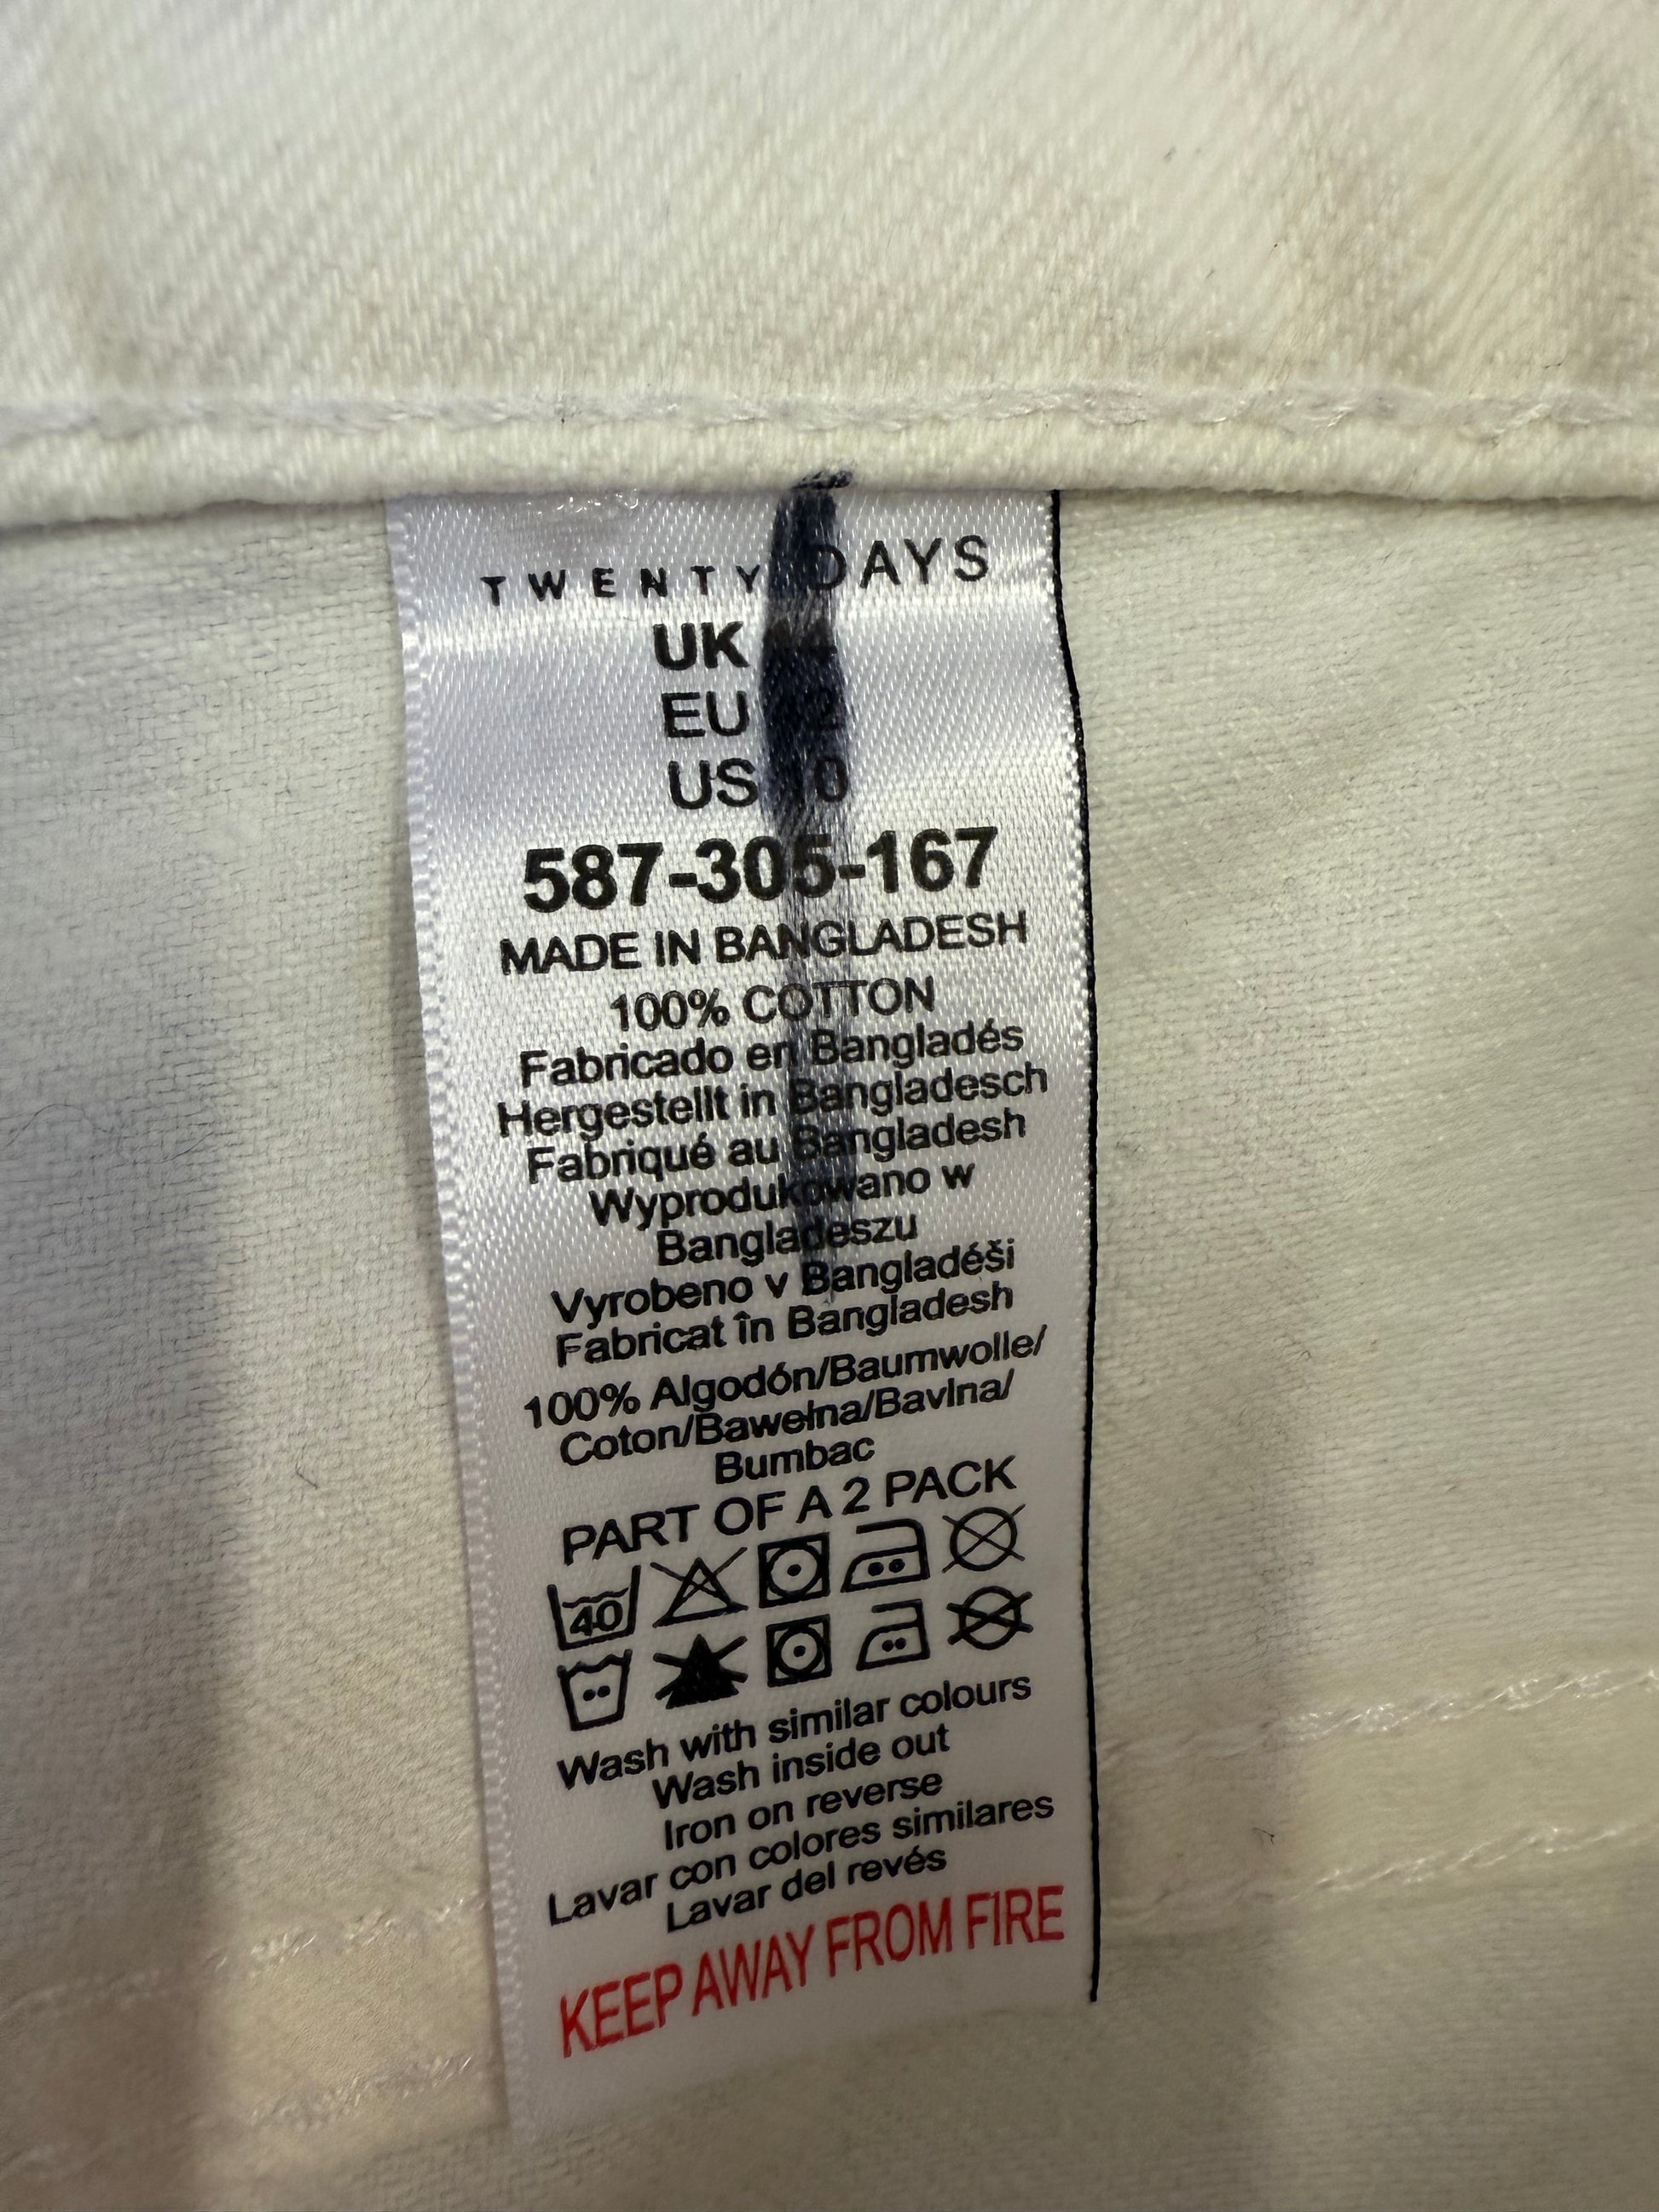 TWENTY DAYS
UK
EU
US
587-305-167
MADE IN BANGLADESH
100% COTTON
Fabricado en Bangladés
Hergestellt in Bangladesch
Fabriqué au Bangladesh
Wyprodukowano w
Bangladeszu
Vyrobeno v Bangladéši
Fabricat în Bangladesh
100% Algodón/Baumwolle/
Coton/Bawełna/Bavlna/
Bumbac
PART OF A 2 PACK
40
Wash with similar colours
Wash inside out
Iron on reverse
Lavar con colores similares
Lavar del revés
KEEP AWAY FROM FIRE